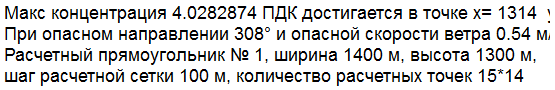 Макс концентрация 4.0282874 ПДК достигается в точке x= 1314
При опасном направлении 308° и опасной скорости ветра 0.54 м/
Расчетный прямоугольник № 1, ширина 1400 м, высота 1300 м,
шаг расчетной сетки 100 м, количество расчетных точек 15*14